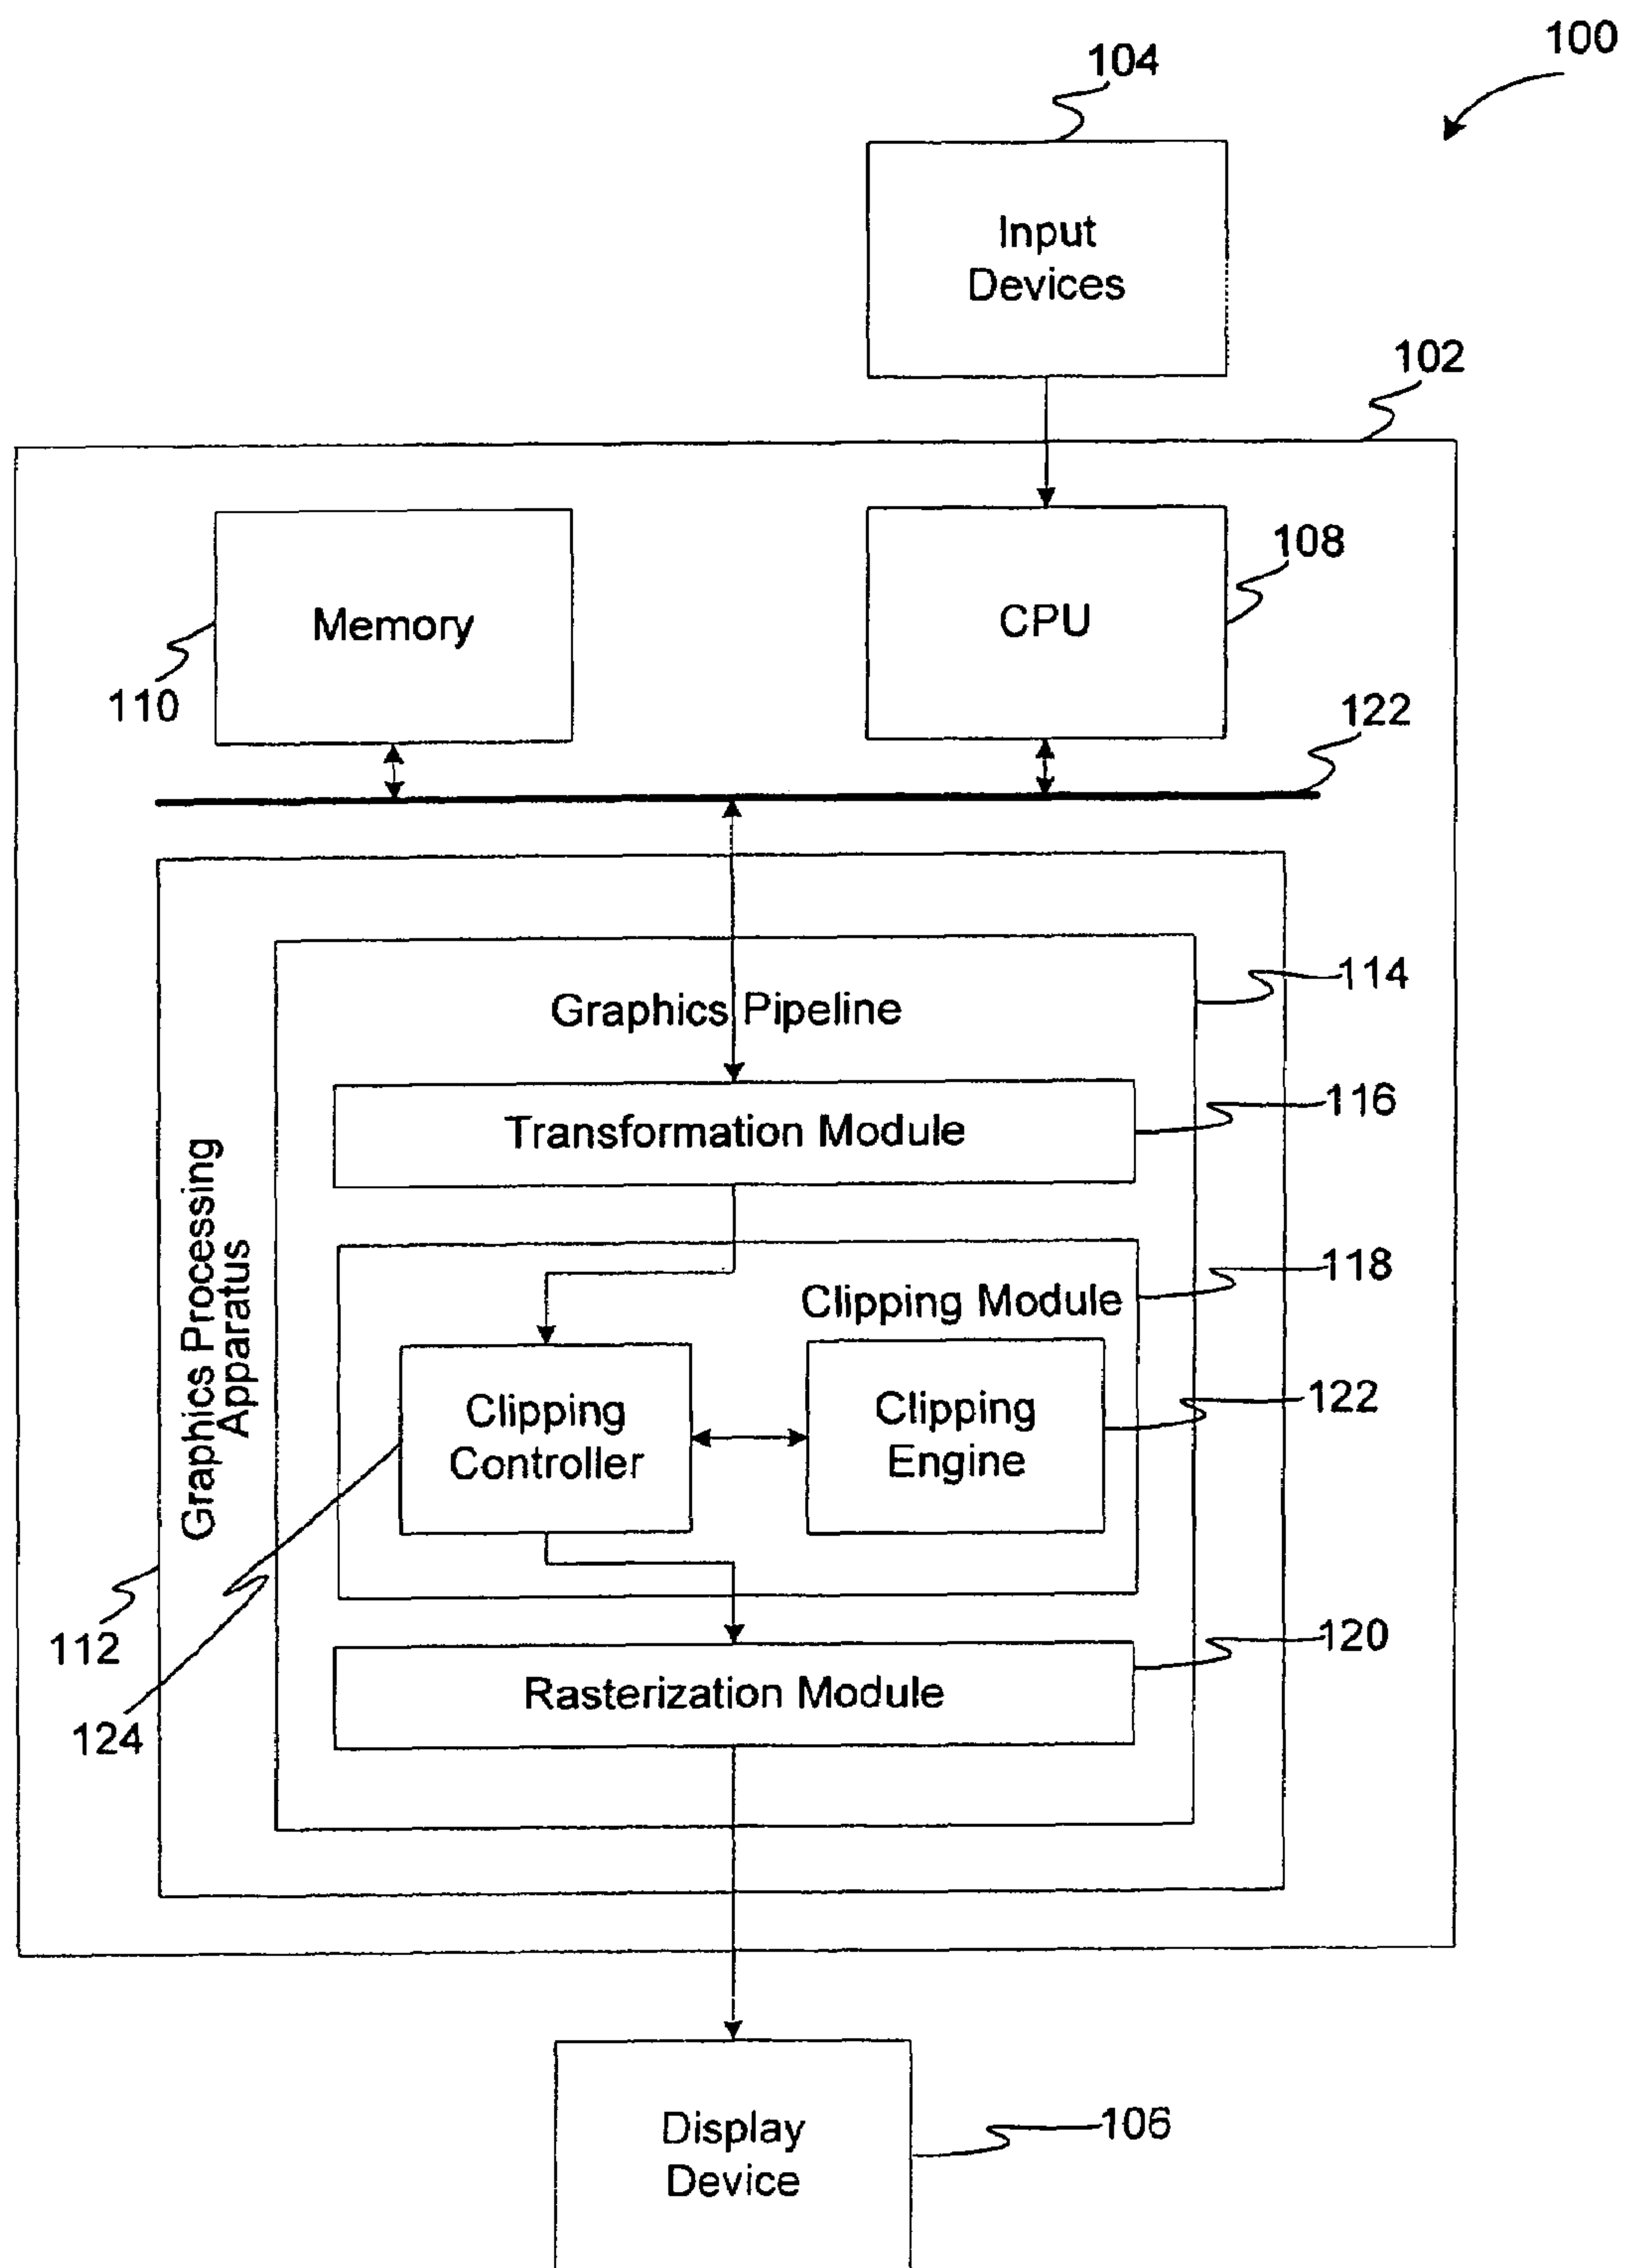 100
104
Input
Devices
102
Memory
CPU
108
110
122
Graphics Pipeline
114
Transformation Module
116
Graphics Processing
Apparatus
Clipping Module
118
Clipping
Controller
Clipping
Engine
122
112
124
Rasterization Module
120
Display
Device
106